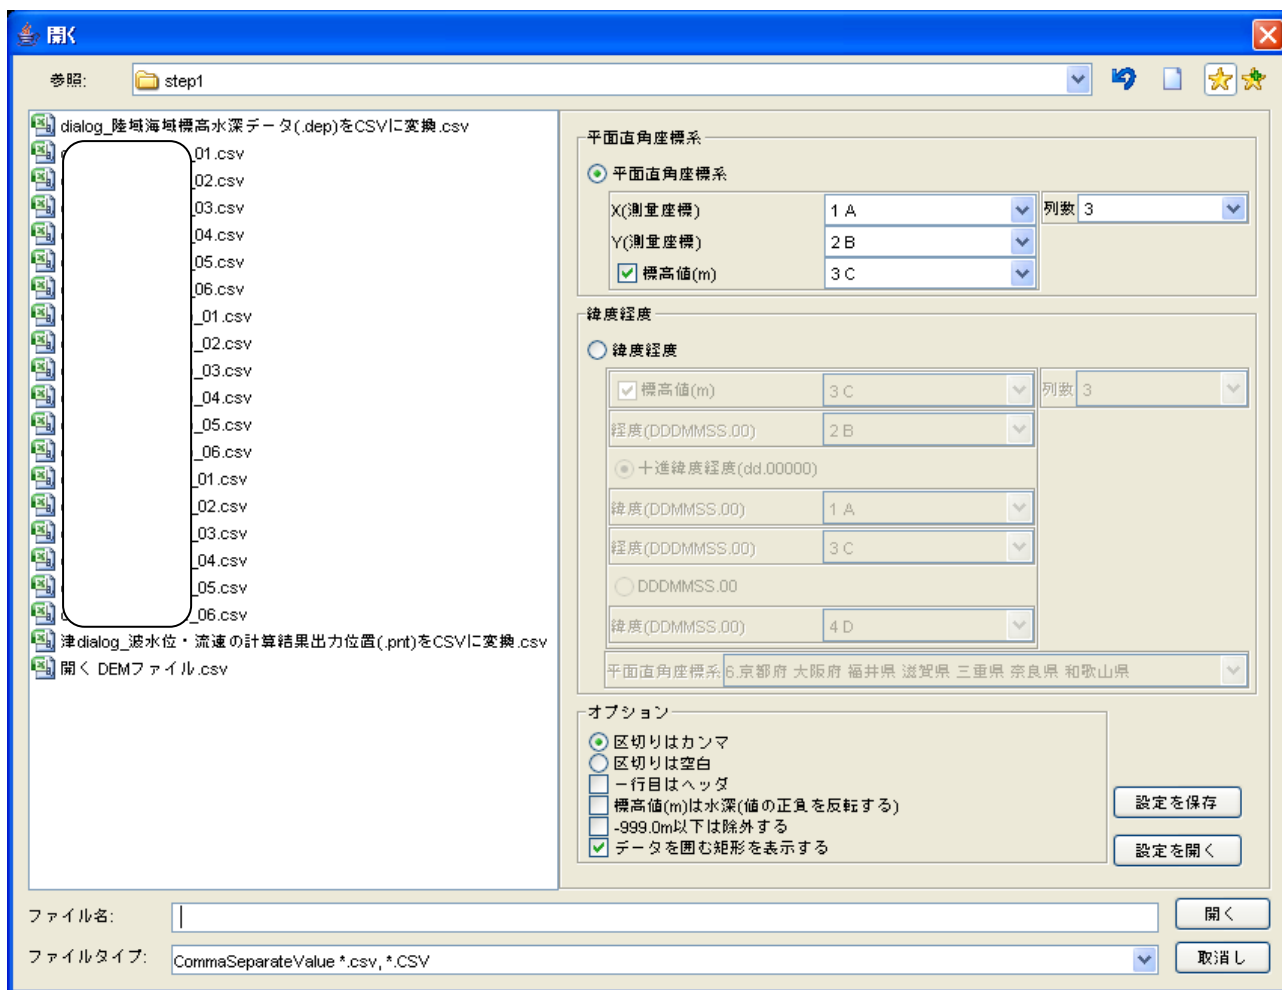 開く
参照: step1
dialog_陸域海域標高水深データ(.dep)をCSVに変換.csv
_01.csv
_02.csv
_03.csv
_04.csv
_05.csv
_06.csv
_01.csv
_02.csv
_03.csv
_04.csv
_05.csv
_06.csv
_01.csv
_02.csv
_03.csv
_04.csv
_05.csv
_06.csv
津dialog_波水位・流速の計算結果出力位置(.pnt)をCSVに変換.csv
開く DEMファイル.csv
平面直角座標系
平面直角座標系
X(測量座標) 1 A 列数 3
Y(測量座標) 2 B
標高値(m) 3 C
緯度経度
緯度経度
標高値(m) 3 C 列数 3
経度(DDDMMSS.00) 2 B
十進緯度経度(dd.00000)
緯度(DDMMSS.00) 1 A
経度(DDDMMSS.00) 3 C
DDDMMSS.00
緯度(DDMMSS.00) 4 D
平面直角座標系 6.京都府 大阪府 福井県 滋賀県 三重県 奈良県 和歌山県
オプション
区切りはカンマ
区切りは空白
一行目はヘッダ
標高値(m)は水深(値の正負を反転する)
-999.0m以下は除外する
データを囲む矩形を表示する
設定を保存
設定を開く
ファイル名:
開く
ファイルタイプ: CommaSeparateValue *.csv, *.CSV
取消し